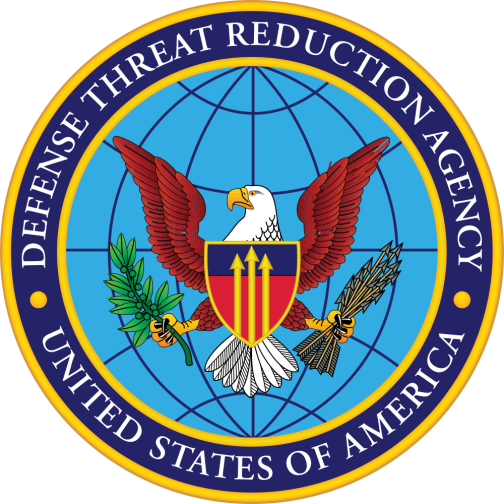 DEFENSE THREAT REDUCTION AGENCY
UNITED STATES OF AMERICA